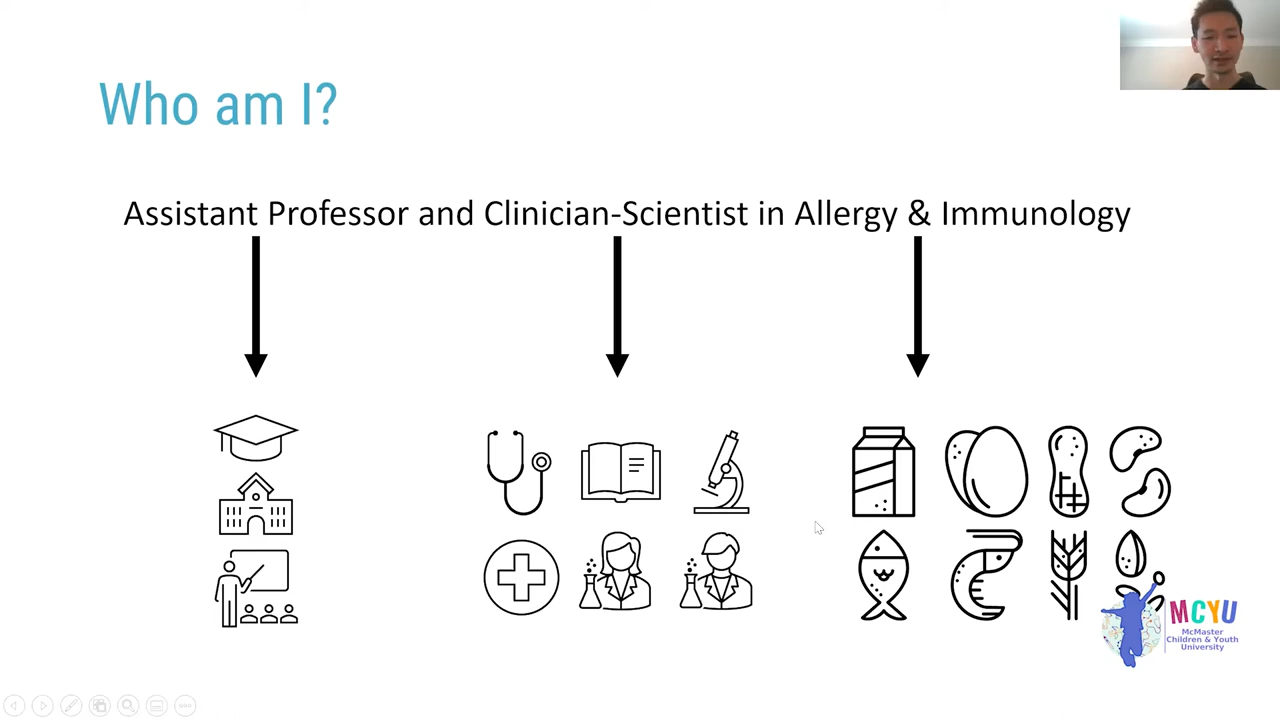 Who am I?
Assistant Professor and Clinician-Scientist in Allergy & Immunology
MCYU
McMaster
Children & Youth
University